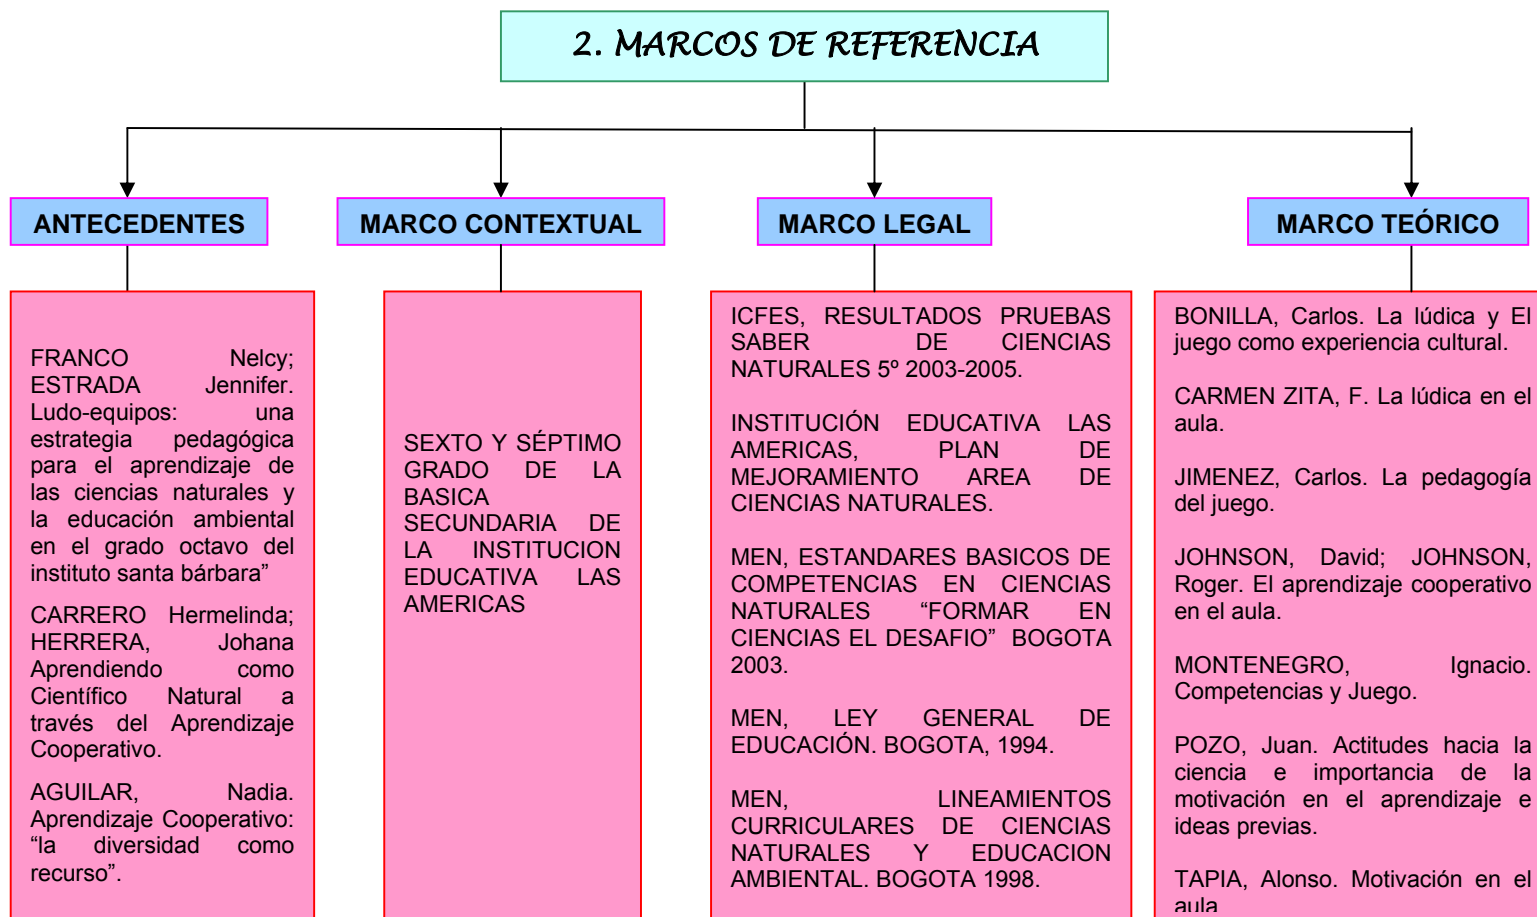 2. MARCOS DE REFERENCIA
ANTECEDENTES
FRANCO Nelcy;
ESTRADA Jennifer.
Ludo-equipos: una
estrategia pedagógica
para el aprendizaje de
las ciencias naturales y
la educación ambiental
en el grado octavo del
instituto santa bárbara”
CARRERO Hermelinda;
HERRERA, Johana
Aprendiendo como
Científico Natural a
través del Aprendizaje
Cooperativo.
AGUILAR, Nadia.
Aprendizaje Cooperativo:
“la diversidad como
recurso”.
MARCO CONTEXTUAL
SEXTO Y SÉPTIMO
GRADO DE LA
BASICA
SECUNDARIA DE
LA INSTITUCION
EDUCATIVA LAS
AMERICAS
MARCO LEGAL
ICFES, RESULTADOS PRUEBAS
SABER DE CIENCIAS
NATURALES 5º 2003-2005.
INSTITUCIÓN EDUCATIVA LAS
AMERICAS, PLAN DE
MEJORAMIENTO AREA DE
CIENCIAS NATURALES.
MEN, ESTANDARES BASICOS DE
COMPETENCIAS EN CIENCIAS
NATURALES “FORMAR EN
CIENCIAS EL DESAFIO” BOGOTA
2003.
MEN, LEY GENERAL DE
EDUCACIÓN. BOGOTA, 1994.
MEN, LINEAMIENTOS
CURRICULARES DE CIENCIAS
NATURALES Y EDUCACION
AMBIENTAL. BOGOTA 1998.
MARCO TEÓRICO
BONILLA, Carlos. La lúdica y El
juego como experiencia cultural.
CARMEN ZITA, F. La lúdica en el
aula.
JIMENEZ, Carlos. La pedagogía
del juego.
JOHNSON, David; JOHNSON,
Roger. El aprendizaje cooperativo
en el aula.
MONTENEGRO, Ignacio.
Competencias y Juego.
POZO, Juan. Actitudes hacia la
ciencia e importancia de la
motivación en el aprendizaje e
ideas previas.
TAPIA, Alonso. Motivación en el
aula